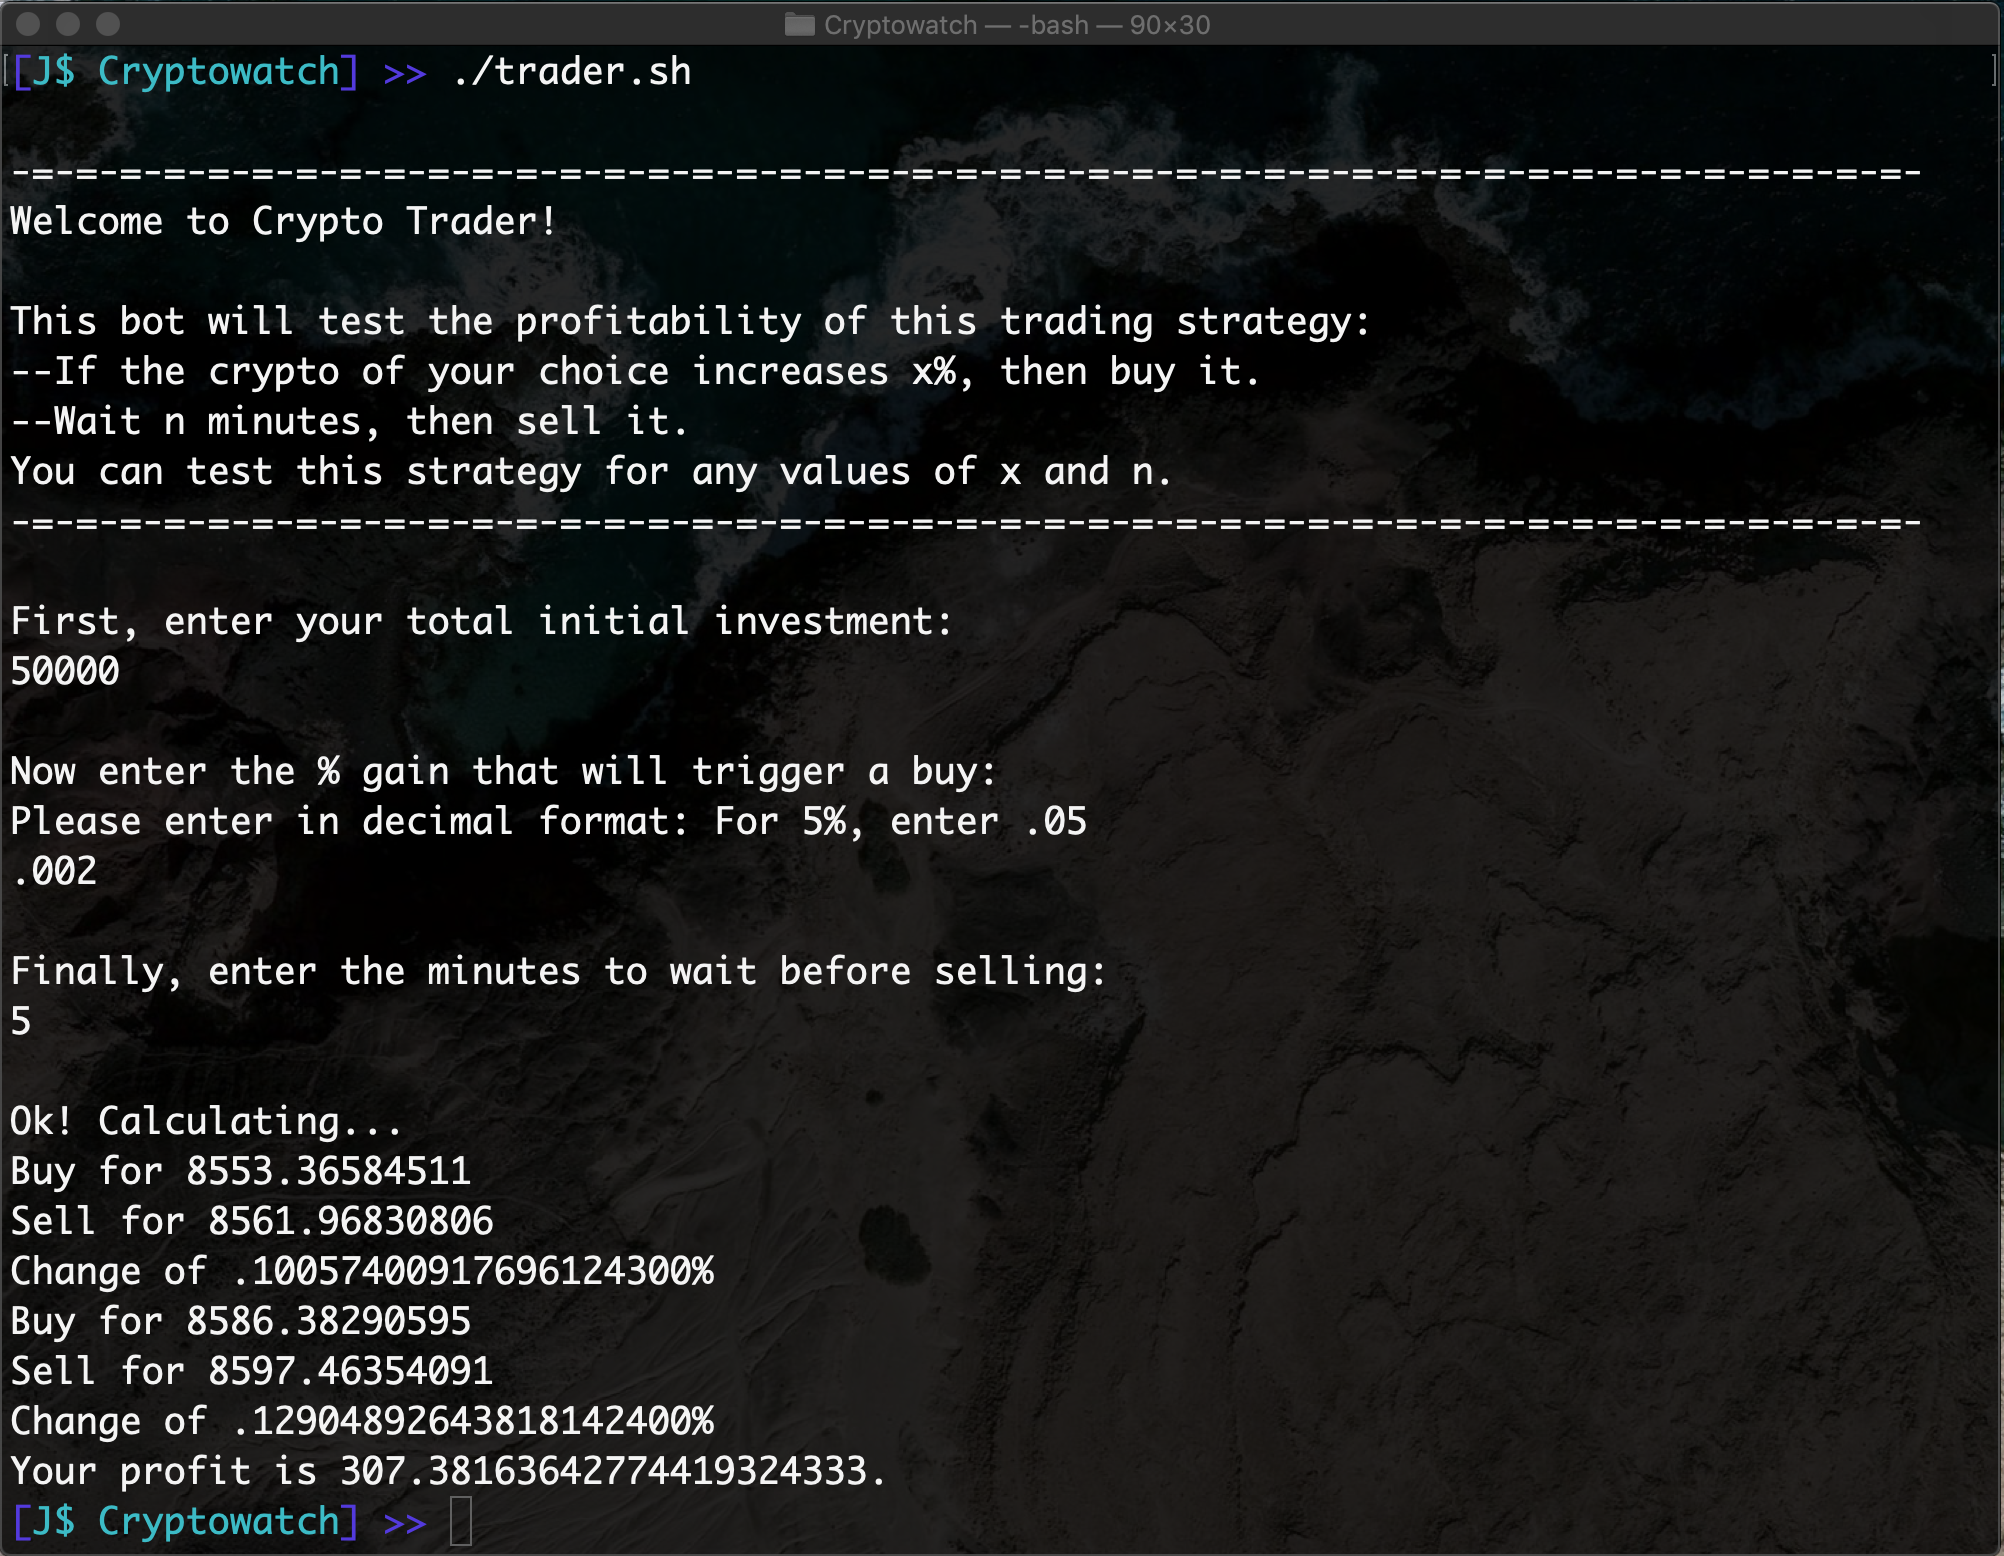 Cryptowatch — -bash — 90×30
[J$ Cryptowatch] >> ./trader.sh
-=-=-=-=-=-=-=-=-=-=-=-=-=-=-=-=-=-=-=-=-=-=-=-=-=-=-=-=-=-=-=-=-=-=-=-=-=-=-=-=-=-=-=-
Welcome to Crypto Trader!
This bot will test the profitability of this trading strategy:
--If the crypto of your choice increases x%, then buy it.
--Wait n minutes, then sell it.
You can test this strategy for any values of x and n.
-=-=-=-=-=-=-=-=-=-=-=-=-=-=-=-=-=-=-=-=-=-=-=-=-=-=-=-=-=-=-=-=-=-=-=-=-=-=-=-=-=-=-=-
First, enter your total initial investment:
50000
Now enter the % gain that will trigger a buy:
Please enter in decimal format: For 5%, enter .05
.002
Finally, enter the minutes to wait before selling:
5
Ok! Calculating...
Buy for 8553.36584511
Sell for 8561.96830806
Change of .10057400917696124300%
Buy for 8586.38290595
Sell for 8597.46354091
Change of .12904892643818142400%
Your profit is 307.38163642774419324333.
[J$ Cryptowatch] >>